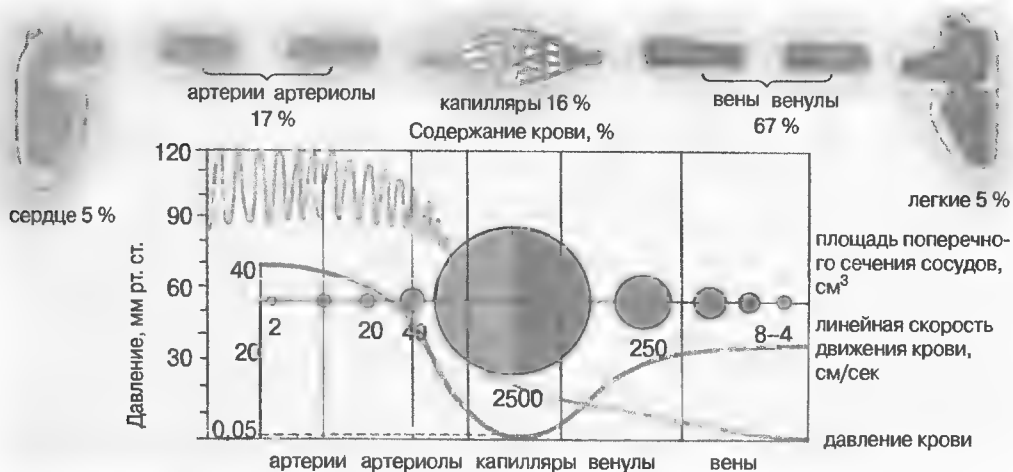 артерии артериолы
17 %
капилляры 16 %
Содержание крови, %
вены венулы
67 %
сердце 5 %
легкие 5 %
Давление, мм рт. ст.
120
90
60
30
40
20
0,05
2
20
40
2500
250
8–4
площадь поперечно-
го сечения сосудов,
см³
линейная скорость
движения крови,
см/сек
давление крови
артерии артериолы капилляры венулы вены